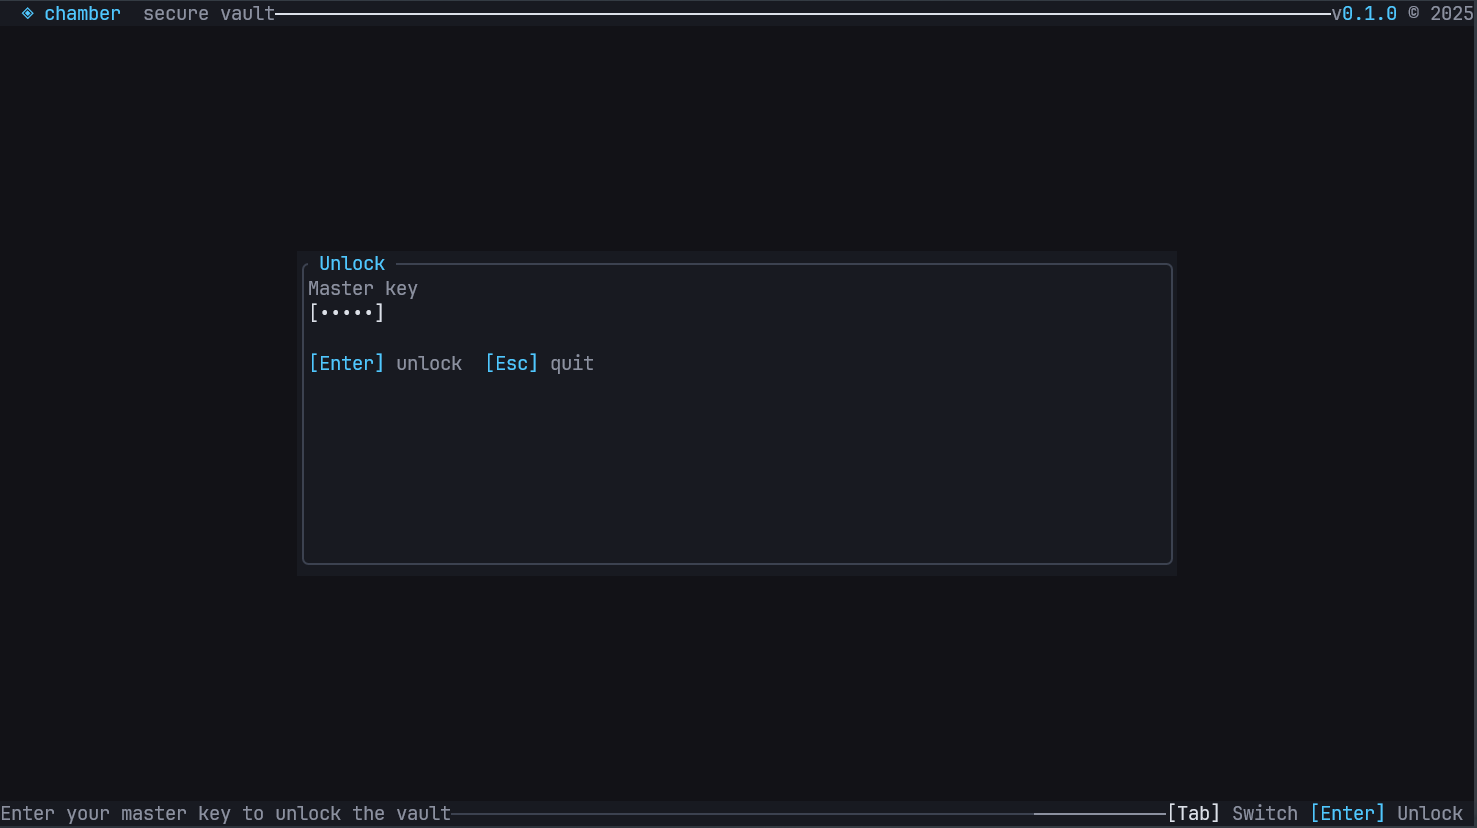 ◈ chamber secure vault v0.1.0 © 2025
Unlock
Master key
[•••••]
[Enter] unlock [Esc] quit
Enter your master key to unlock the vault [Tab] Switch [Enter] Unlock